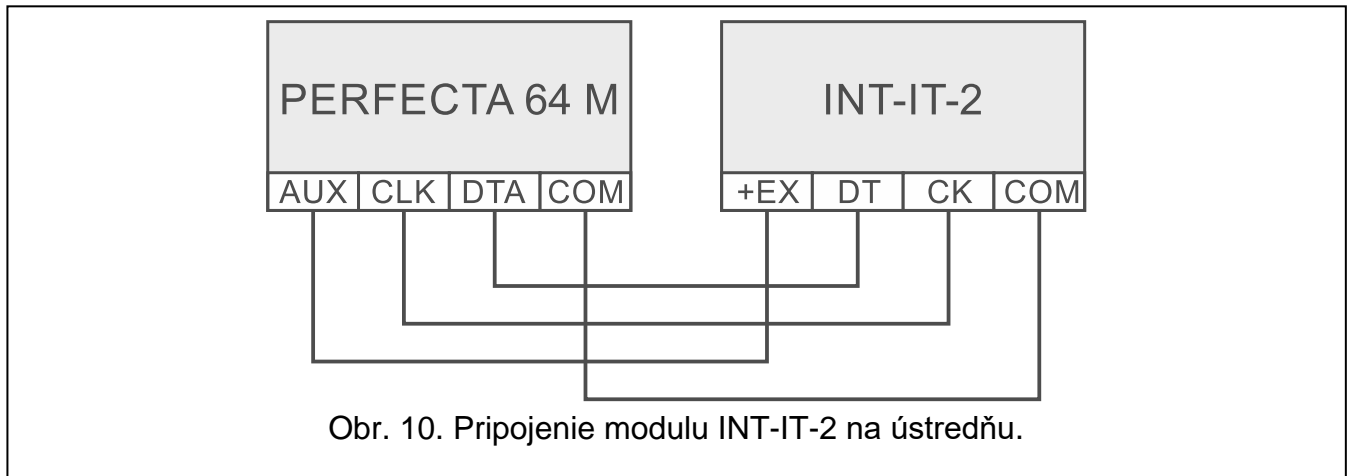 PERFECTA 64 M INT-IT-2
AUX CLK DTA COM +EX DT CK COM
Obr. 10. Pripojenie modulu INT-IT-2 na ústredňu.